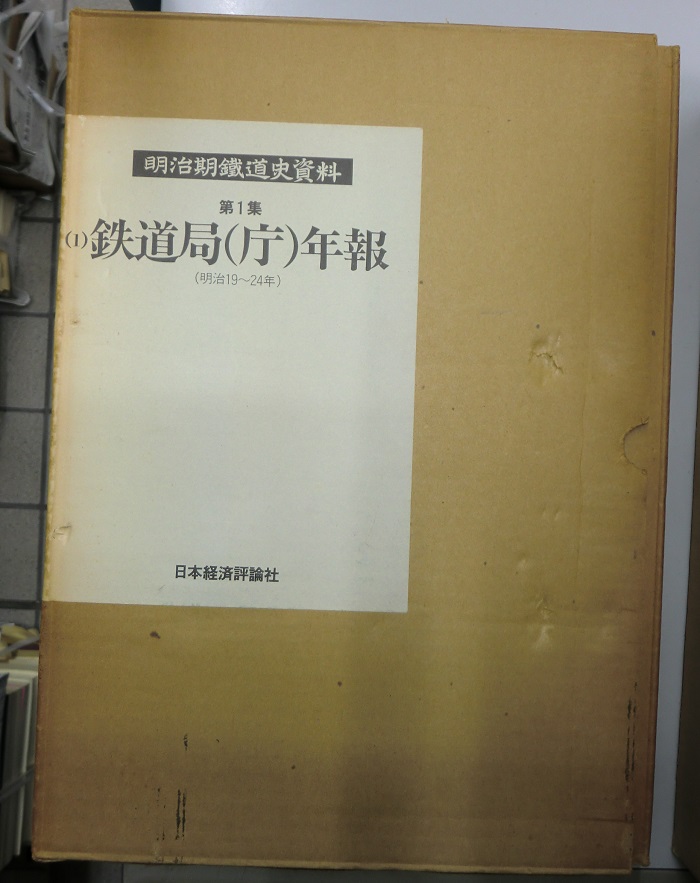 明治期鐵道史資料
第1集
(1)鉄道局(庁)年報
(明治19～24年)
日本経済評論社